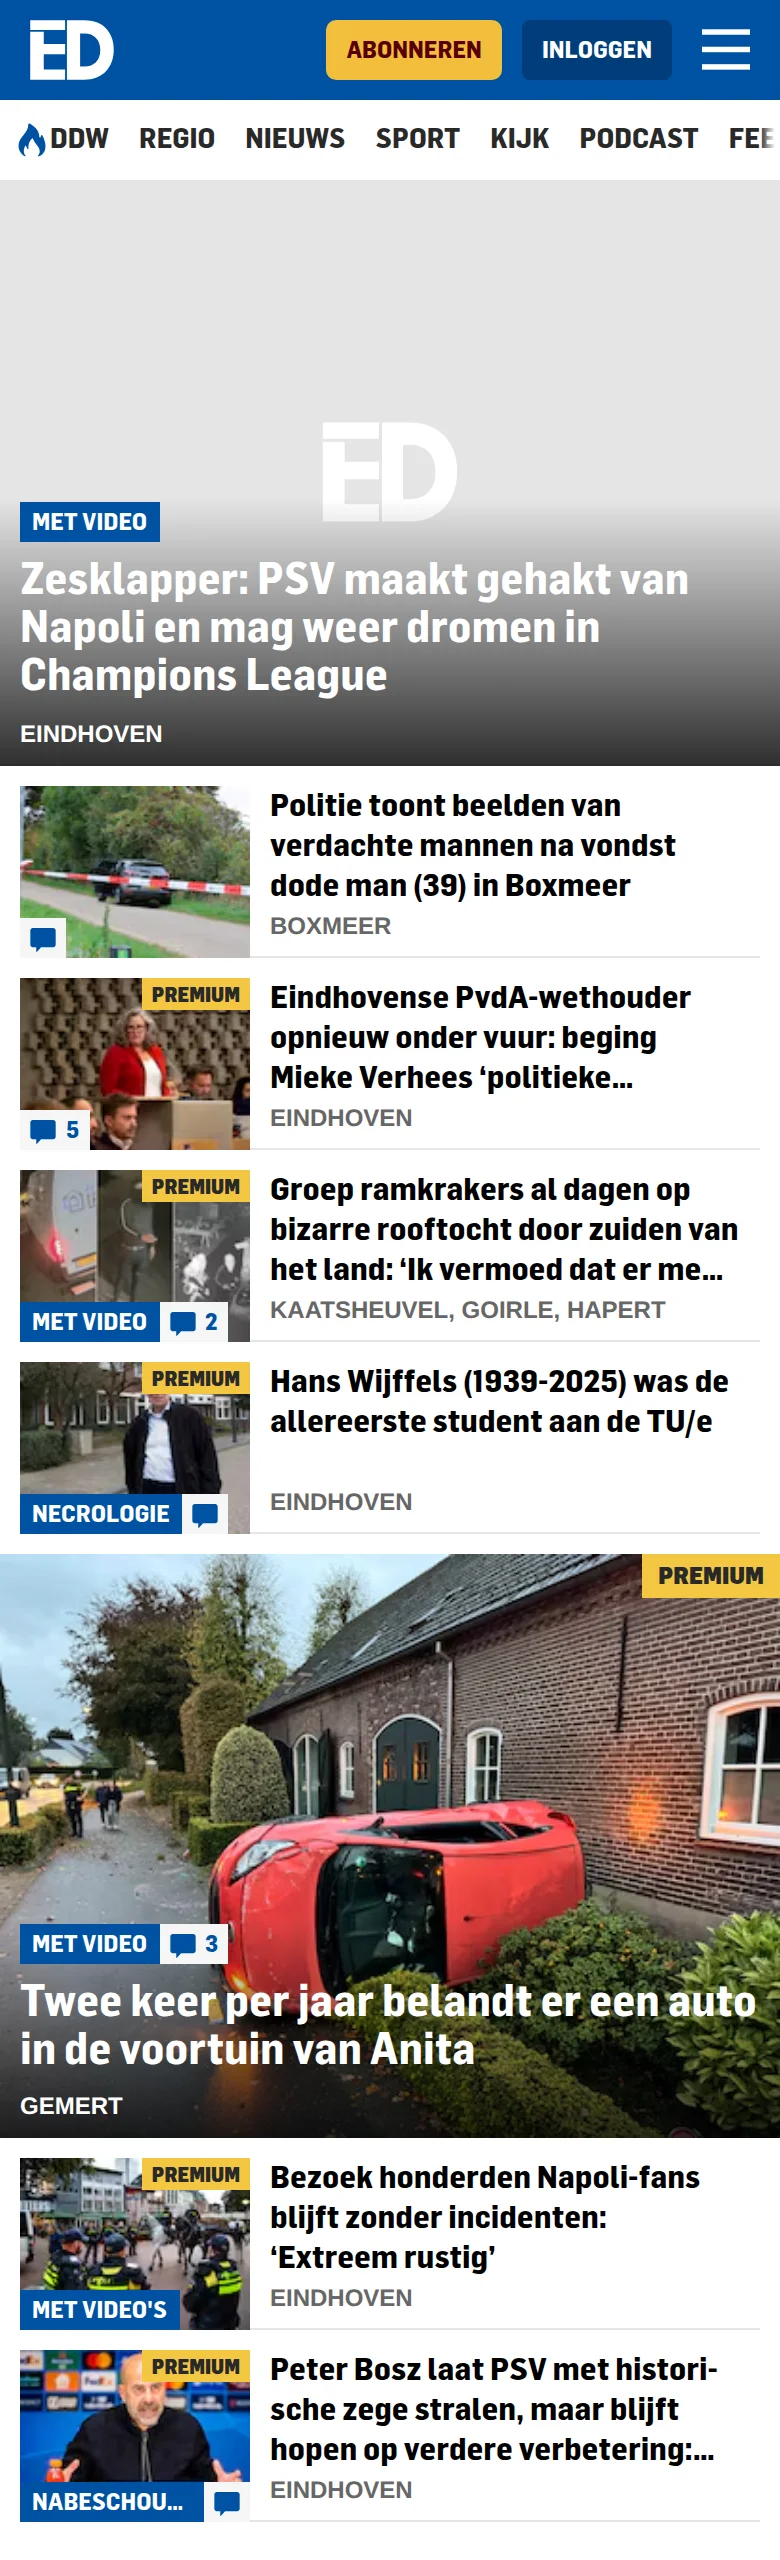 ED
ABONNEREN
INLOGGEN
DDW
REGIO
NIEUWS
SPORT
KIJK
PODCAST
FEE
ED
MET VIDEO
Zesklapper: PSV maakt gehakt van
Napoli en mag weer dromen in
Champions League
EINDHOVEN
Politie toont beelden van
verdachte mannen na vondst
dode man (39) in Boxmeer
BOXMEER
PREMIUM
5
Eindhovense PvdA-wethouder
opnieuw onder vuur: beging
Mieke Verhees ‘politieke...
EINDHOVEN
PREMIUM
MET VIDEO
2
Groep ramkrakers al dagen op
bizarre rooftocht door zuiden van
het land: ‘Ik vermoed dat er me...
KAATSHEUVEL, GOIRLE, HAPERT
PREMIUM
NECROLOGIE
Hans Wijffels (1939-2025) was de
allereerste student aan de TU/e
EINDHOVEN
PREMIUM
MET VIDEO
3
Twee keer per jaar belandt er een auto
in de voortuin van Anita
GEMERT
PREMIUM
MET VIDEO'S
Bezoek honderden Napoli-fans
blijft zonder incidenten:
‘Extreem rustig’
EINDHOVEN
PREMIUM
NABESCHOU...
Peter Bosz laat PSV met histori-
sche zege stralen, maar blijft
hopen op verdere verbetering:...
EINDHOVEN